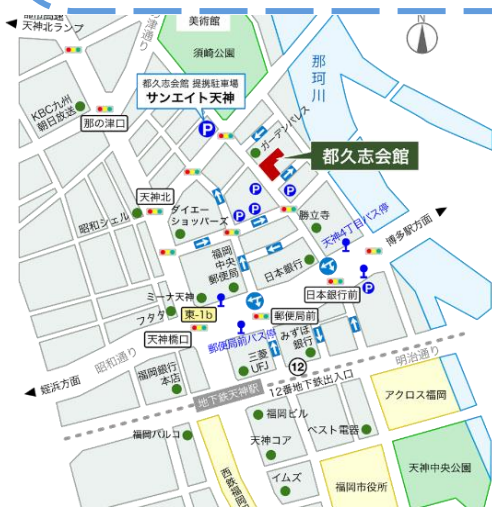 美術館
N
天神北ランプ
の津通り
須崎公園
那珂川
都久志会館 提携駐車場
サンエイト天神
KBC九州
朝日放送
那の津口
P
ガーデンパレス
都久志会館
天神北
昭和シェル
ダイエー
ショッパーズ
P
P
P
P
勝立寺
天神4丁目バス停
博多駅方面
福岡
中央
郵便局
日本銀行
ミーナ天神
日本銀行前
P
フタタ
東-1b
郵便局前
天神橋口
郵便局前バス停
みずほ
銀行
昭和通り
三菱
UFJ
明治通り
姪浜方面
福岡銀行
本店
12
地下鉄天神駅
12番地下鉄出入口
アクロス福岡
福岡ビル
福岡パルコ
天神コア
ベスト電器
西鉄福岡
イムズ
福岡市役所
天神中央公園